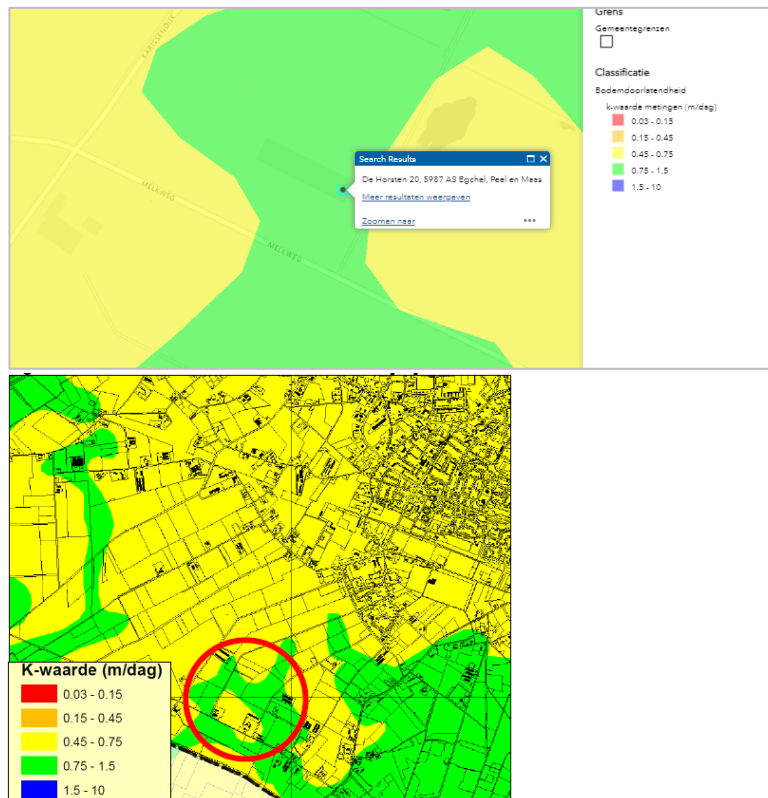 Grens
Gemeentegrenzen
Classificatie
Bodemdoorlatendheid
k-waarde metingen (m/dag)
0.03 - 0.15
0.15 - 0.45
0.45 - 0.75
0.75 - 1.5
1.5 - 10
KARISSENDIJK
MELKWEG
MELKWEG
Search Results
De Horsten 20, 5987 AS Egchel, Peel en Maas
Meer resultaten weergeven
Zoomen naar
K-waarde (m/dag)
0.03 - 0.15
0.15 - 0.45
0.45 - 0.75
0.75 - 1.5
1.5 - 10